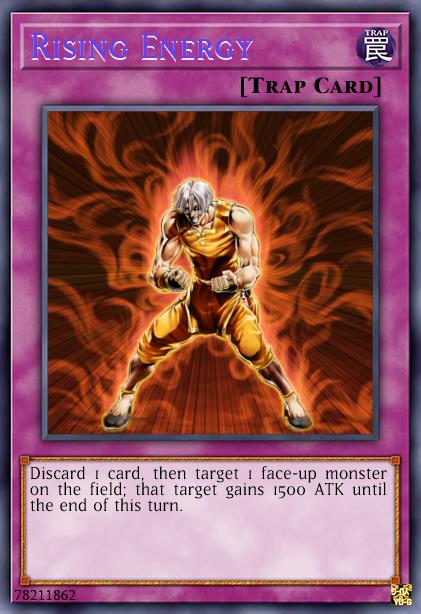 Rising Energy
TRAP
罠
[Trap Card]
Discard 1 card, then target 1 face-up monster
on the field; that target gains 1500 ATK until
the end of this turn.
78211862